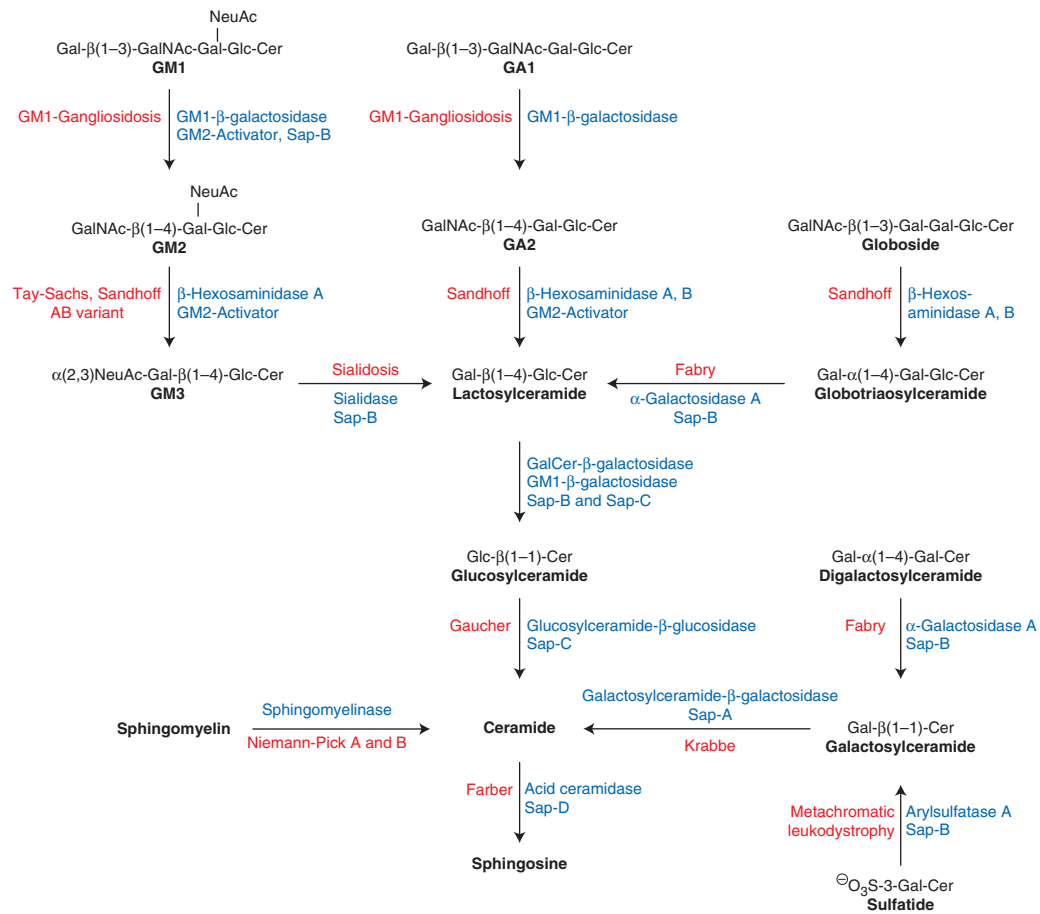 NeuAc
Gal-β(1–3)-GalNAc-Gal-Glc-Cer
GM1
Gal-β(1–3)-GalNAc-Gal-Glc-Cer
GA1
GM1-Gangliosidosis
GM1-β-galactosidase
GM2-Activator, Sap-B
GM1-Gangliosidosis
GM1-β-galactosidase
NeuAc
GalNAc-β(1–4)-Gal-Glc-Cer
GM2
GalNAc-β(1–4)-Gal-Glc-Cer
GA2
GalNAc-β(1–3)-Gal-Gal-Glc-Cer
Globoside
Tay-Sachs, Sandhoff
AB variant
β-Hexosaminidase A
GM2-Activator
Sandhoff
β-Hexosaminidase A, B
GM2-Activator
Sandhoff
β-Hexos-
aminidase A, B
α(2,3)NeuAc-Gal-β(1–4)-Glc-Cer
GM3
Sialidosis
Sialidase
Sap-B
Gal-β(1–4)-Glc-Cer
Lactosylceramide
Fabry
α-Galactosidase A
Sap-B
Gal-α(1–4)-Gal-Glc-Cer
Globotriaosylceramide
GalCer-β-galactosidase
GM1-β-galactosidase
Sap-B and Sap-C
Glc-β(1–1)-Cer
Glucosylceramide
Gal-α(1–4)-Gal-Cer
Digalactosylceramide
Gaucher
Glucosylceramide-β-glucosidase
Sap-C
Fabry
α-Galactosidase A
Sap-B
Sphingomyelin
Sphingomyelinase
Niemann-Pick A and B
Ceramide
Galactosylceramide-β-galactosidase
Sap-A
Krabbe
Gal-β(1–1)-Cer
Galactosylceramide
Farber
Acid ceramidase
Sap-D
Metachromatic
leukodystrophy
Arylsulfatase A
Sap-B
Sphingosine
⊖O₃S-3-Gal-Cer
Sulfatide